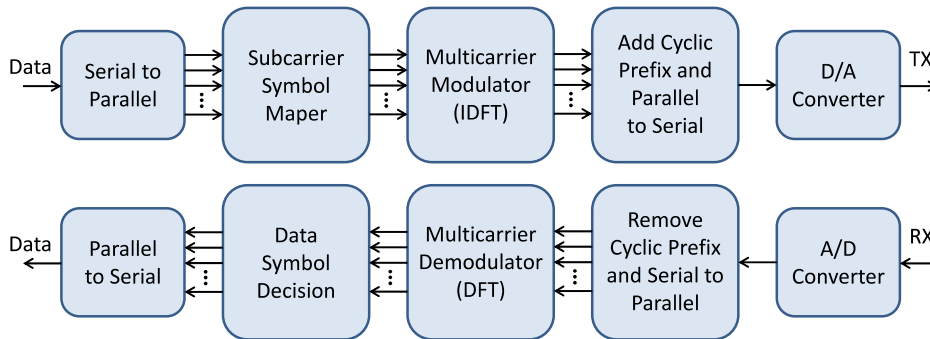 Data
Serial to
Parallel
Subcarrier
Symbol
Maper
Multicarrier
Modulator
(IDFT)
Add Cyclic
Prefix and
Parallel
to Serial
D/A
Converter
TX
Data
Parallel
to Serial
Data
Symbol
Decision
Multicarrier
Demodulator
(DFT)
Remove
Cyclic Prefix
and Serial to
Parallel
A/D
Converter
RX